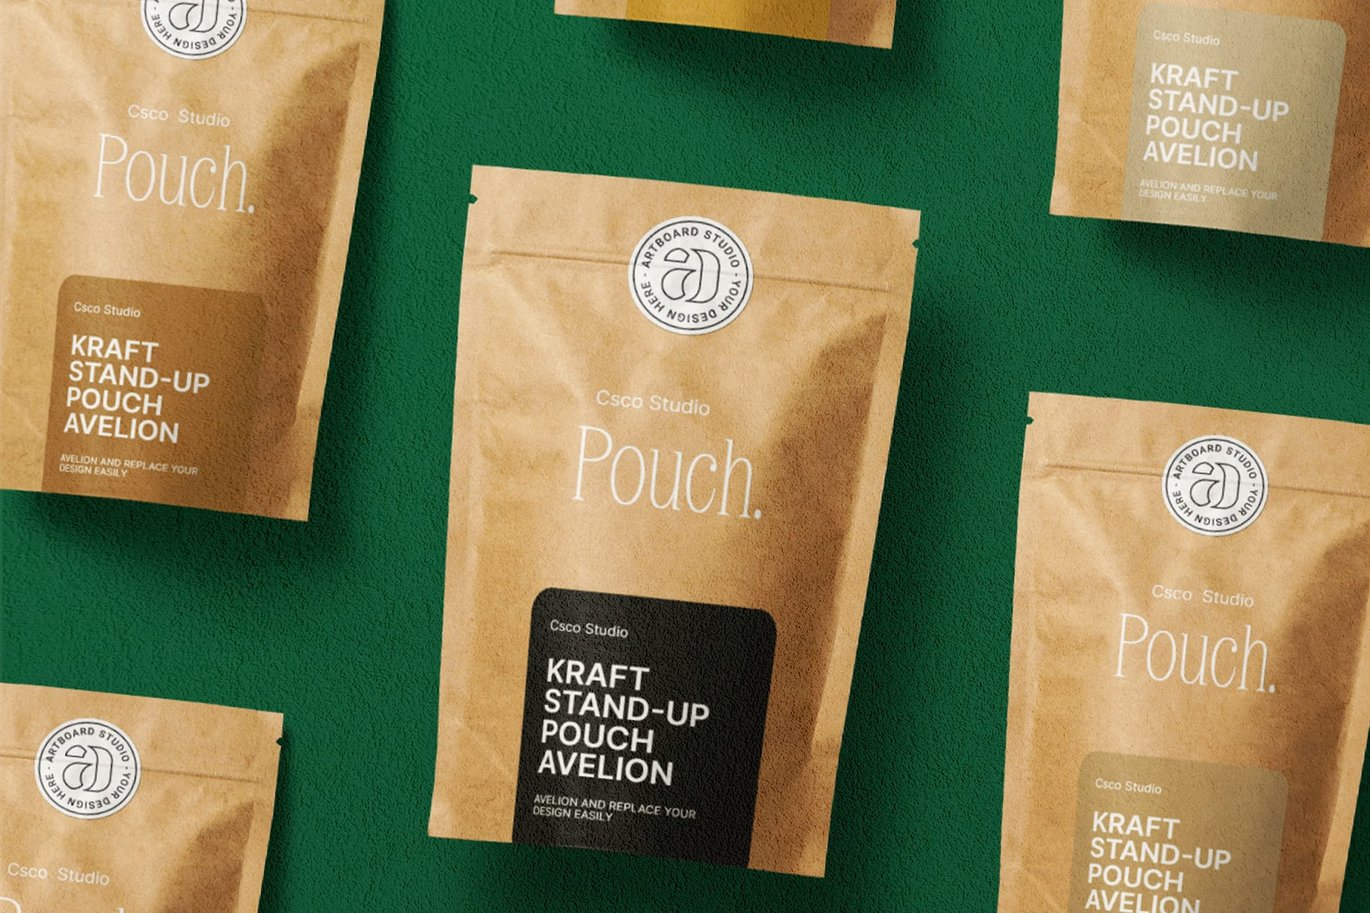 YOUR DESIGN
Csco Studio
Pouch.
Csco Studio
KRAFT
STAND-UP
POUCH
AVELION
AVELION AND REPLACE YOUR
DESIGN EASILY
Csco Studio
KRAFT
STAND-UP
POUCH
AVELION
AVELION AND REPLACE YOUR
DESIGN EASILY
ARTBOARD STUDIO - YOUR DESIGN HERE -
aD
Csco Studio
Pouch.
Csco Studio
KRAFT
STAND-UP
POUCH
AVELION
AVELION AND REPLACE YOUR
DESIGN EASILY
ARTBOARD STUDIO - YOUR DESIGN HERE -
aD
Csco Studio
Pouch.
Csco Studio
KRAFT
STAND-UP
POUCH
AVELION
ARTBOARD STUDIO - YOUR DESIGN HERE -
aD
Csco Studio